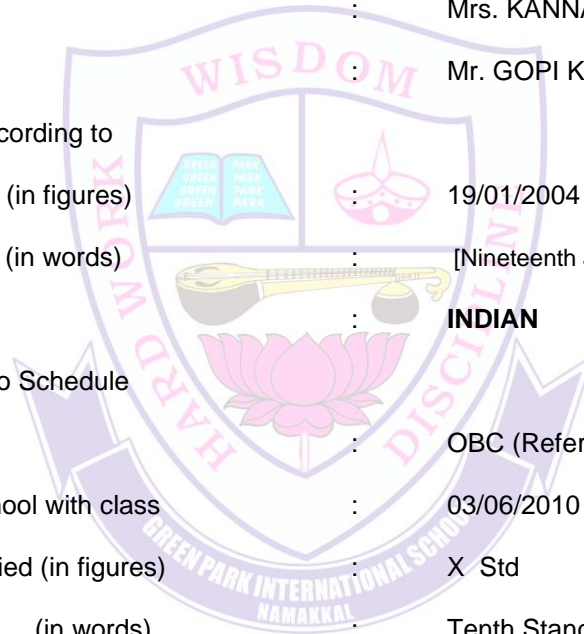 : Mrs. KANNA
: Mr. GOPI K
cording to
(in figures) : 19/01/2004
(in words) : [Nineteenth
: INDIAN
o Schedule
: OBC (Refer
hool with class : 03/06/2010
ied (in figures) : X Std
(in words) : Tenth Stand
WISDOM
HARD WORK
DISCIPLINE
GREEN PARK
GREEN PARK
GREEN PARK
GREEN PARK
GREEN PARK INTERNATIONAL SCHOOL
NAMAKKAL